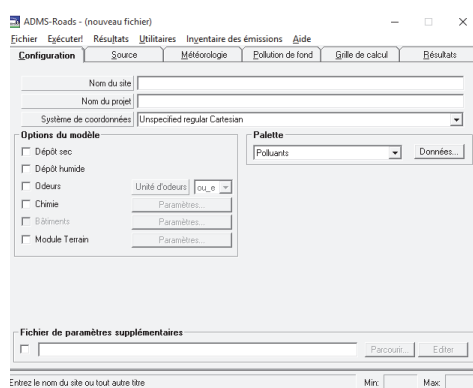 ADMS-Roads - (nouveau fichier)
Fichier Exécuter! Résultats Utilitaires Inventaire des émissions Aide
Configuration Source Météorologie Pollution de fond Grille de calcul Résultats
Nom du site
Nom du projet
Système de coordonnées Unspecified regular Cartesian
Options du modèle
Palette
Dépôt sec
Polluants Données...
Dépôt humide
Odeurs Unité d'odeurs ou_e
Chimie Paramètres...
Bâtiments Paramètres...
Module Terrain Paramètres...
Fichier de paramètres supplémentaires
Parcourir... Editer
Entrez le nom du site ou tout autre titre Min: Max: